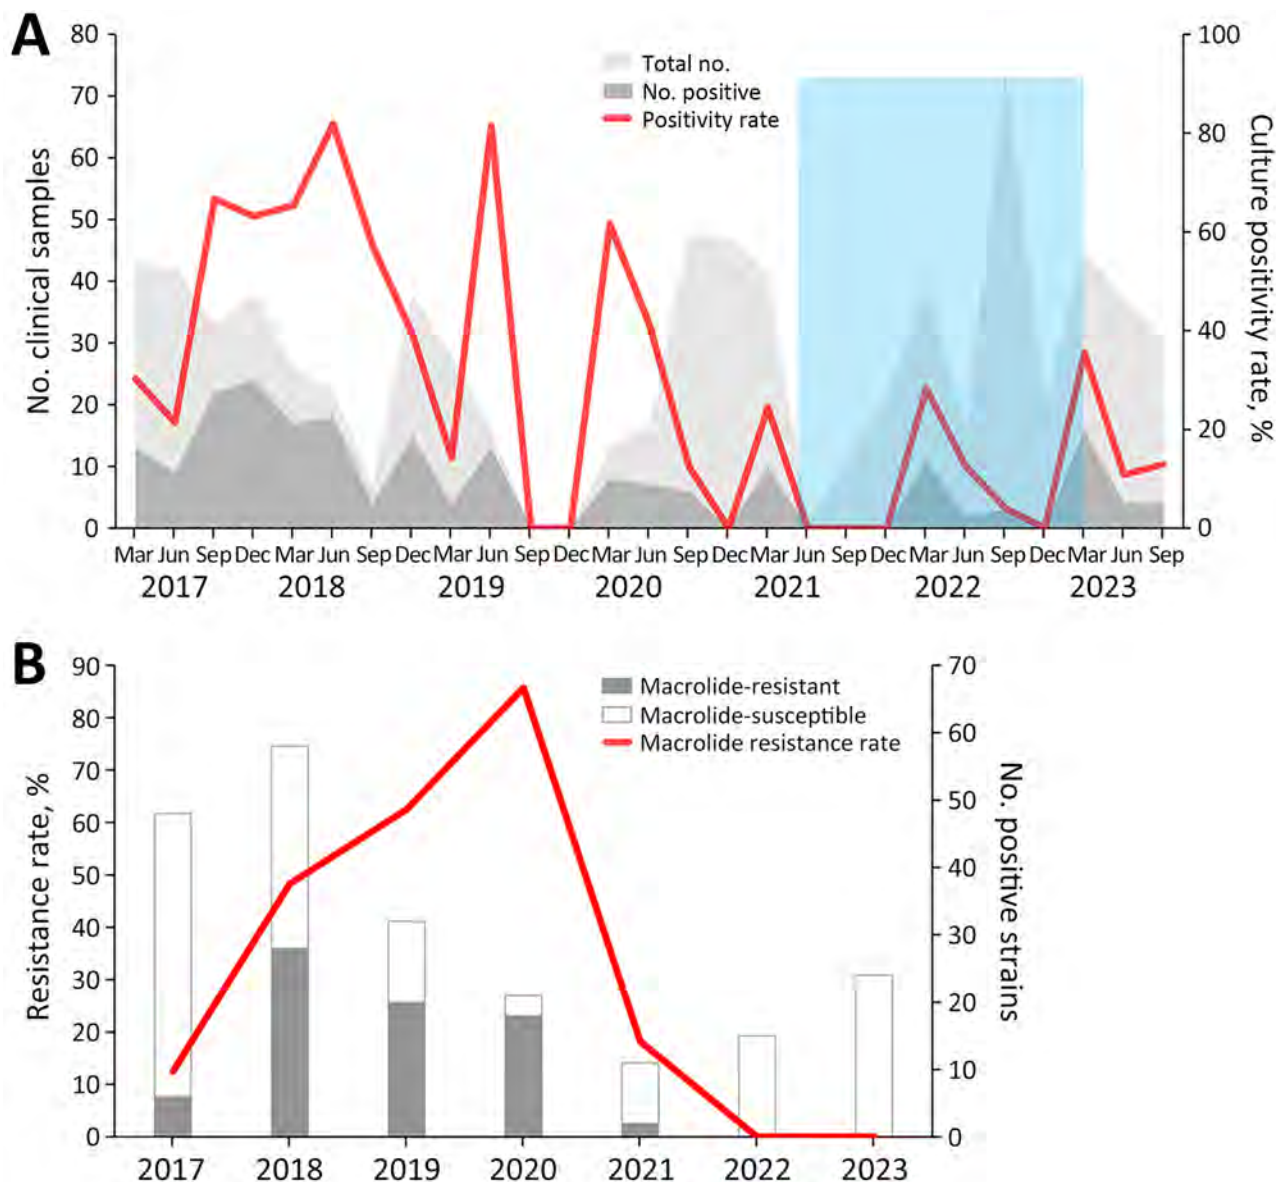 A
80
70
60
50
40
30
20
10
0
No. clinical samples
Total no.
No. positive
Positivity rate
100
80
60
40
20
0
Culture positivity rate, %
Mar Jun Sep Dec Mar Jun Sep Dec Mar Jun Sep Dec Mar Jun Sep Dec Mar Jun Sep Dec Mar Jun Sep Dec Mar Jun Sep
2017 2018 2019 2020 2021 2022 2023
B
90
80
70
60
50
40
30
20
10
0
Resistance rate, %
Macrolide-resistant
Macrolide-susceptible
Macrolide resistance rate
70
60
50
40
30
20
10
0
No. positive strains
2017 2018 2019 2020 2021 2022 2023